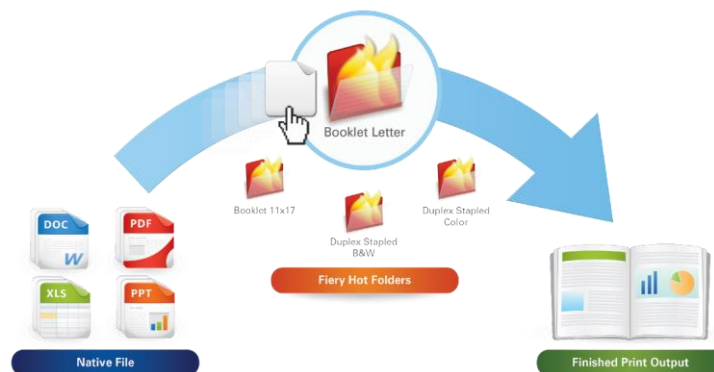 Booklet Letter
Booklet 11x17
Duplex Stapled
B&W
Duplex Stapled
Color
DOC
W
PDF
XLS
PPT
Fiery Hot Folders
Native File
Finished Print Output